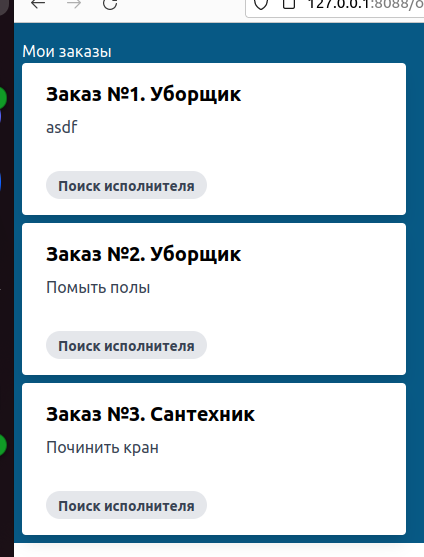 127.0.0.1:8088/o
Мои заказы
Заказ №1. Уборщик
asdf
Поиск исполнителя
Заказ №2. Уборщик
Помыть полы
Поиск исполнителя
Заказ №3. Сантехник
Починить кран
Поиск исполнителя